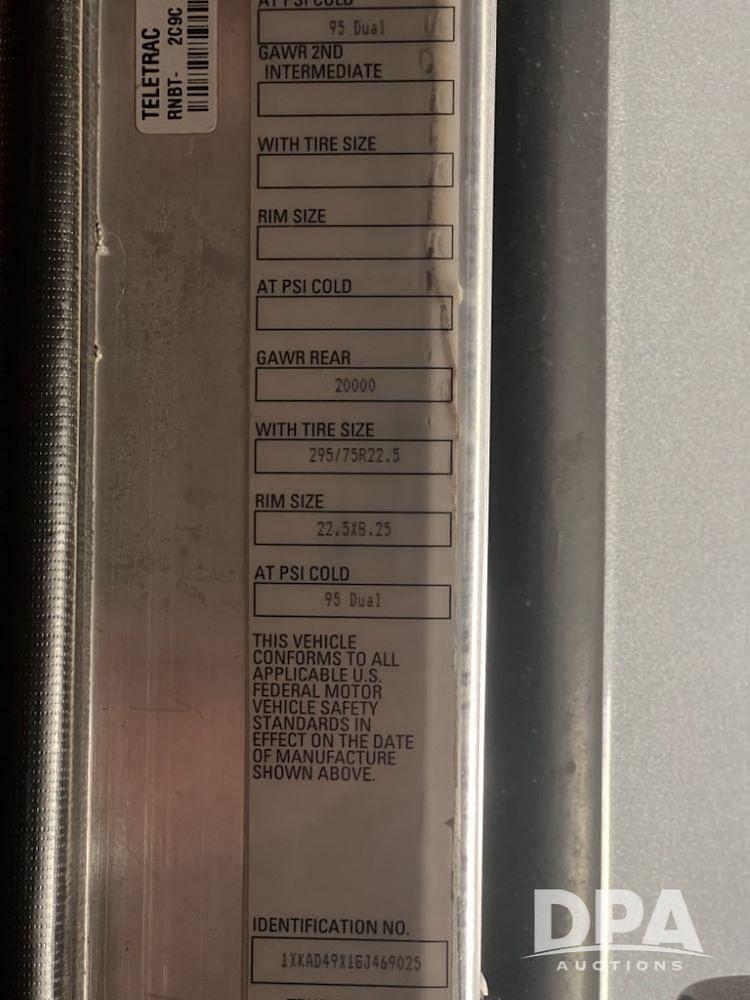 TELETRAC
RNBT- 2C9C
AT PSI COLD
95 Dual
GAWR 2ND
INTERMEDIATE
WITH TIRE SIZE
RIM SIZE
AT PSI COLD
GAWR REAR
20000
WITH TIRE SIZE
295/75R22.5
RIM SIZE
22.5X8.25
AT PSI COLD
95 Dual
THIS VEHICLE
CONFORMS TO ALL
APPLICABLE U.S.
FEDERAL MOTOR
VEHICLE SAFETY
STANDARDS IN
EFFECT ON THE DATE
OF MANUFACTURE
SHOWN ABOVE.
IDENTIFICATION NO.
1XKAD49X1GJ469025
DPA
AUCTIONS